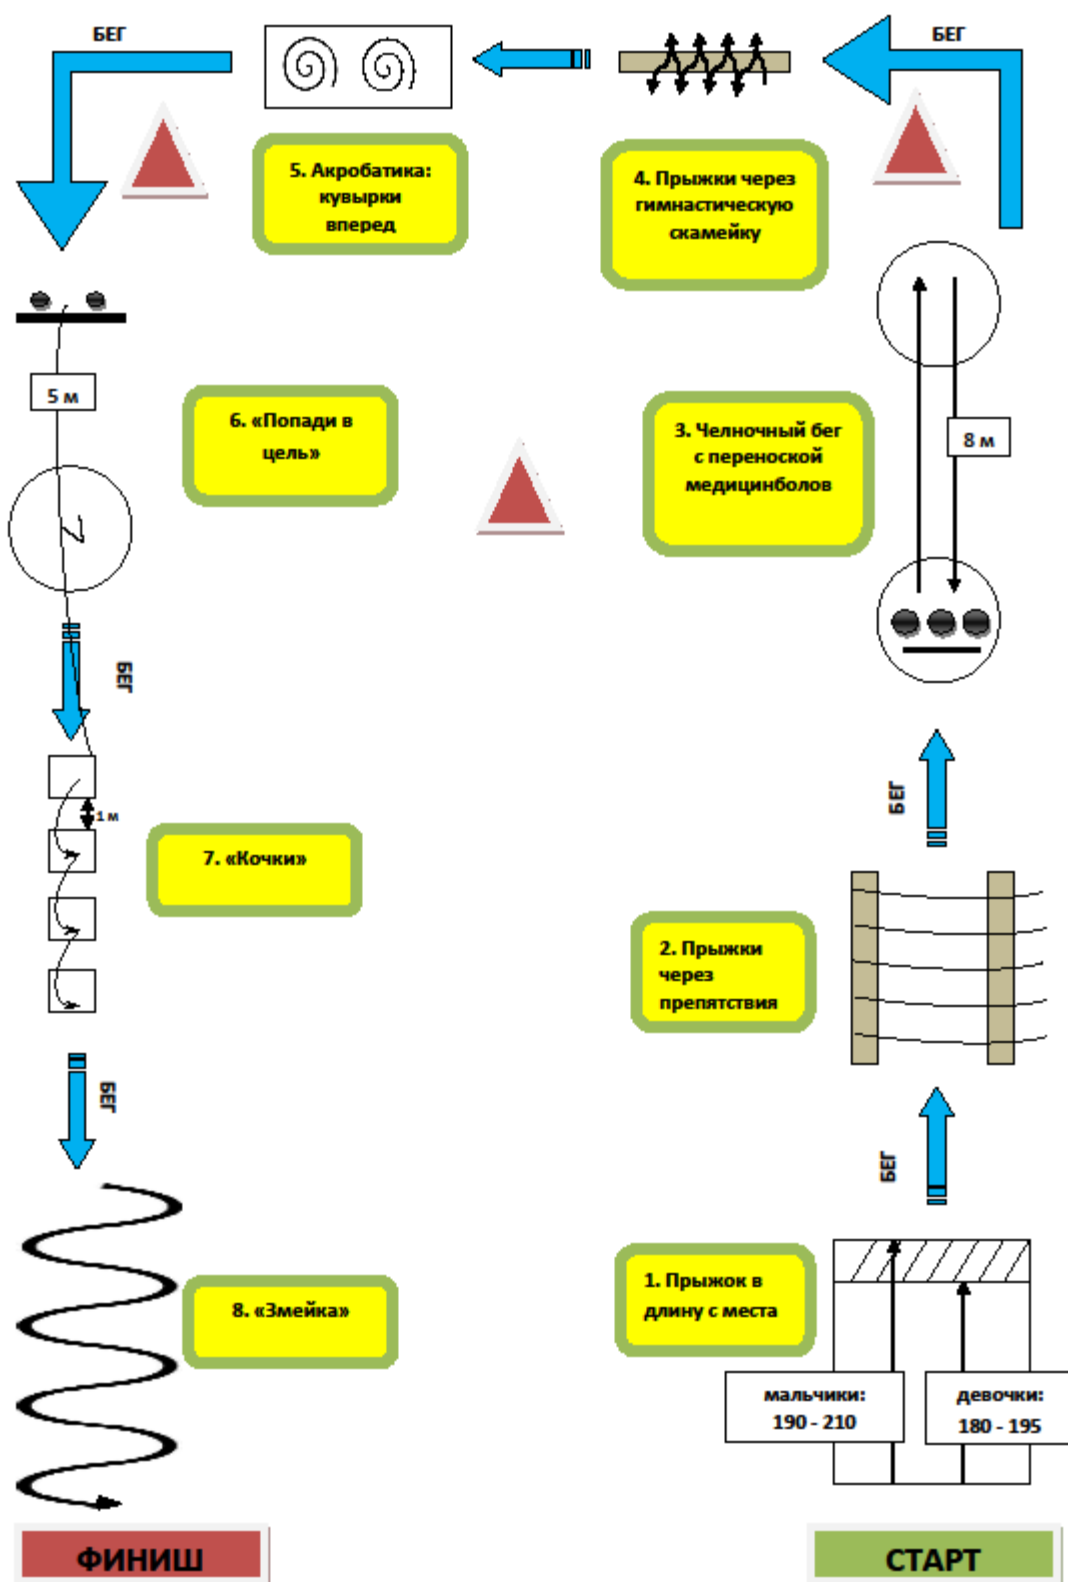 БЕГ
БЕГ
5. Акробатика:
кувырки
вперед
4. Прыжки через
гимнастическую
скамейку
5 м
6. «Попади в
цель»
3. Челночный бег
с переноской
медицинболов
8 м
БЕГ
БЕГ
1 м
7. «Кочки»
2. Прыжки
через
препятствия
БЕГ
БЕГ
8. «Змейка»
1. Прыжок в
длину с места
мальчики:
190 - 210
девочки:
180 - 195
ФИНИШ
СТАРТ